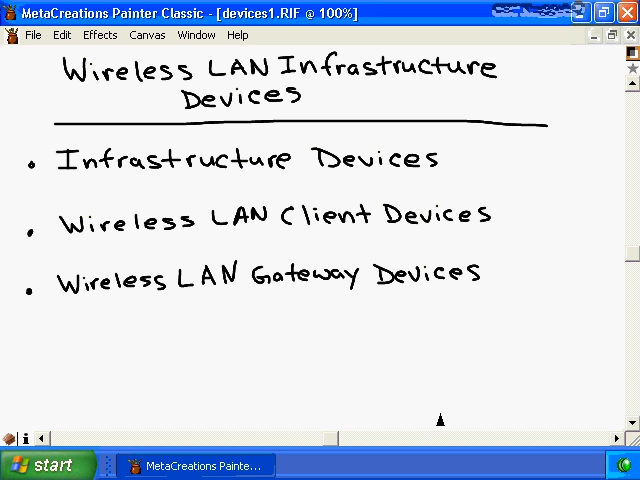 MetaCreations Painter Classic - [devices1.RIF @ 100%]
File Edit Effects Canvas Window Help
Wireless LAN Infrastructure
Devices
• Infrastructure Devices
• Wireless LAN Client Devices
• Wireless LAN Gateway Devices
start MetaCreations Painte...